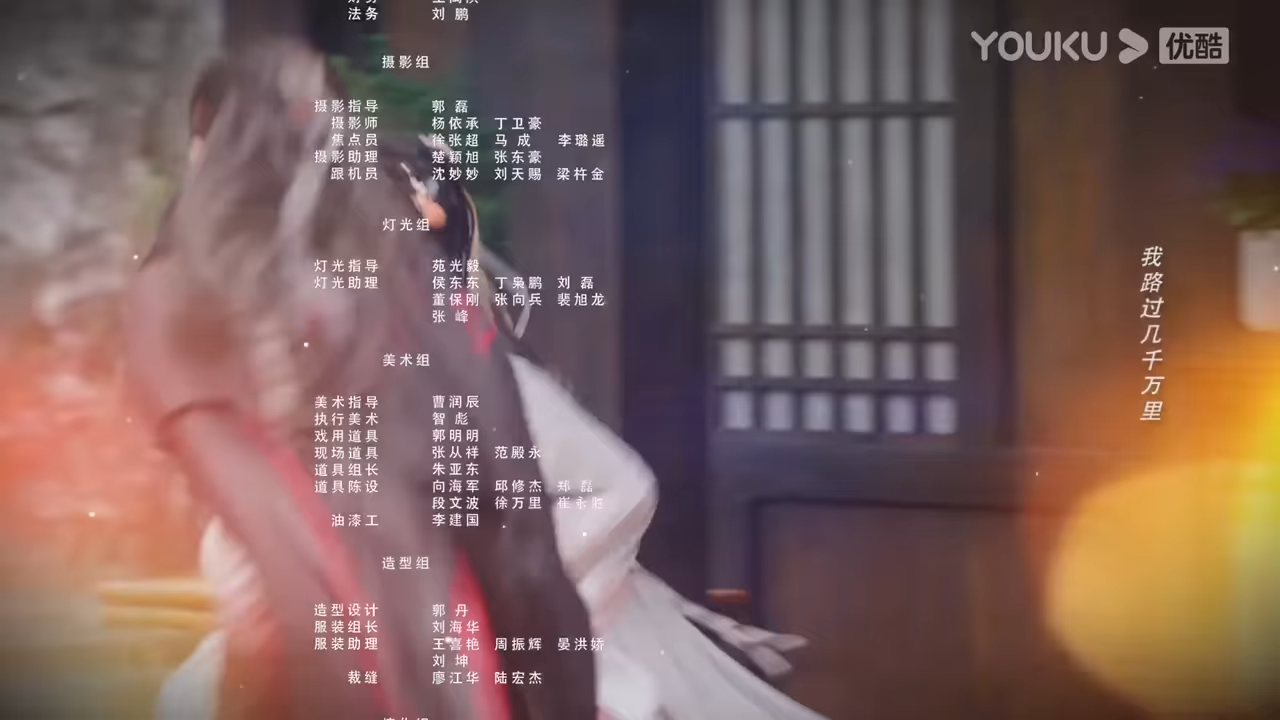 法务 刘 鹏
YOUKU 优酷
摄影组
摄影指导 郭 磊
摄影师 杨依承 丁卫豪
焦点员 徐张超 马 成 李璐遥
摄影助理 楚颖旭 张东豪
跟机员 沈妙妙 刘天赐 梁杵金
灯光组
灯光指导 苑光毅
灯光助理 侯东东 丁枭鹏 刘 磊
董保刚 张向兵 裴旭龙
张 峰
美术组
美术指导 曹润辰
执行美术 智 彪
戏用道具 郭明明
现场道具 张从祥 范殿永
道具组长 朱亚东
道具陈设 向海军 邱修杰 郑 磊
段文波 徐万里 崔永胜
油漆工 李建国
造型组
造型设计 郭 丹
服装组长 刘海华
服装助理 王喜艳 周振辉 晏洪娇
刘 坤
裁缝 廖江华 陆宏杰
我路过几千万里